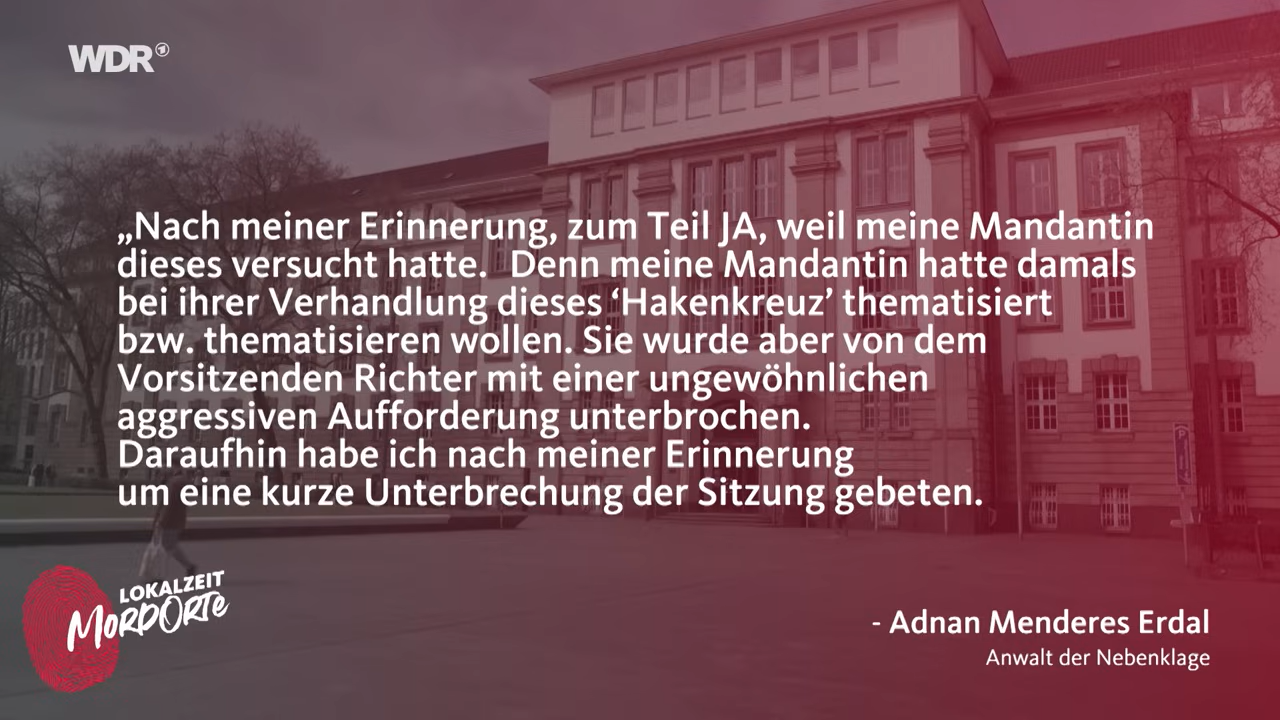 WDR
„Nach meiner Erinnerung, zum Teil JA, weil meine Mandantin
dieses versucht hatte.   Denn meine Mandantin hatte damals
bei ihrer Verhandlung dieses ‘Hakenkreuz’ thematisiert
bzw. thematisieren wollen. Sie wurde aber von dem
Vorsitzenden Richter mit einer ungewöhnlichen
aggressiven Aufforderung unterbrochen.
Daraufhin habe ich nach meiner Erinnerung
um eine kurze Unterbrechung der Sitzung gebeten.
P
LOKALZEIT
MORDORTE
- Adnan Menderes Erdal
Anwalt der Nebenklage